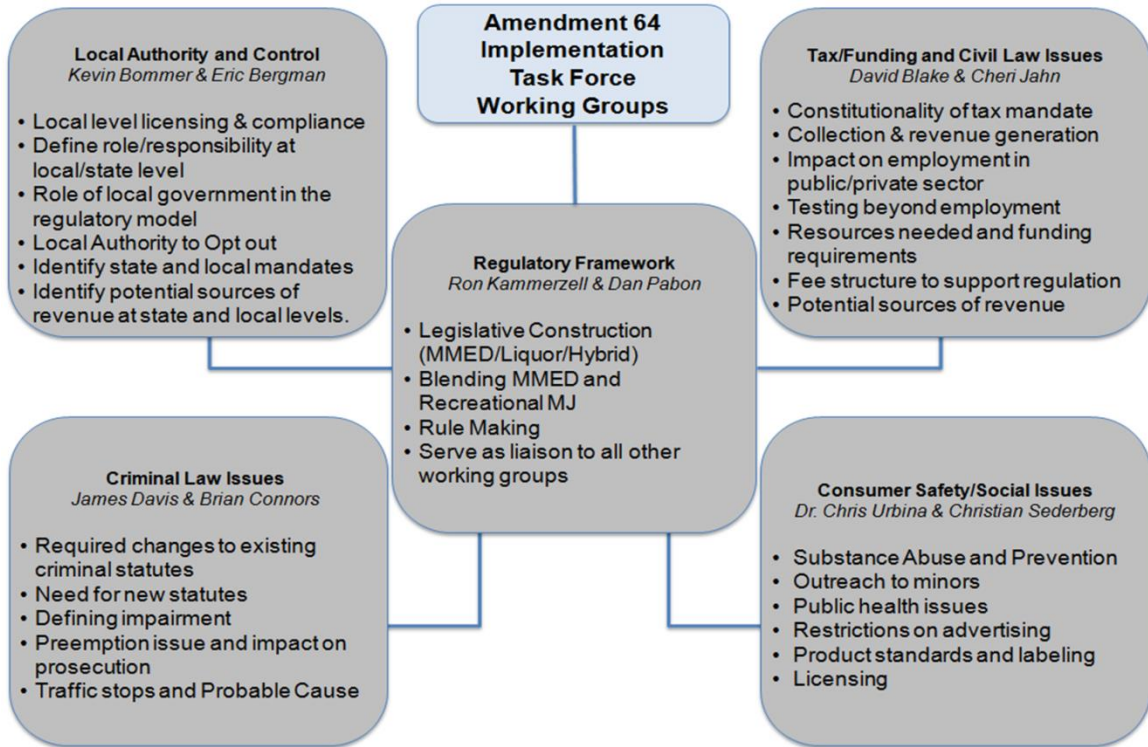 Amendment 64
Implementation
Task Force
Working Groups
Local Authority and Control
Kevin Bommer & Eric Bergman
• Local level licensing & compliance
• Define role/responsibility at
local/state level
• Role of local government in the
regulatory model
• Local Authority to Opt out
• Identify state and local mandates
• Identify potential sources of
revenue at state and local levels.
Tax/Funding and Civil Law Issues
David Blake & Cheri Jahn
• Constitutionality of tax mandate
• Collection & revenue generation
• Impact on employment in
public/private sector
• Testing beyond employment
• Resources needed and funding
requirements
• Fee structure to support regulation
• Potential sources of revenue
Regulatory Framework
Ron Kammerzell & Dan Pabon
• Legislative Construction
(MMED/Liquor/Hybrid)
• Blending MMED and
Recreational MJ
• Rule Making
• Serve as liaison to all other
working groups
Criminal Law Issues
James Davis & Brian Connors
• Required changes to existing
criminal statutes
• Need for new statutes
• Defining impairment
• Preemption issue and impact on
prosecution
• Traffic stops and Probable Cause
Consumer Safety/Social Issues
Dr. Chris Urbina & Christian Sederberg
• Substance Abuse and Prevention
• Outreach to minors
• Public health issues
• Restrictions on advertising
• Product standards and labeling
• Licensing